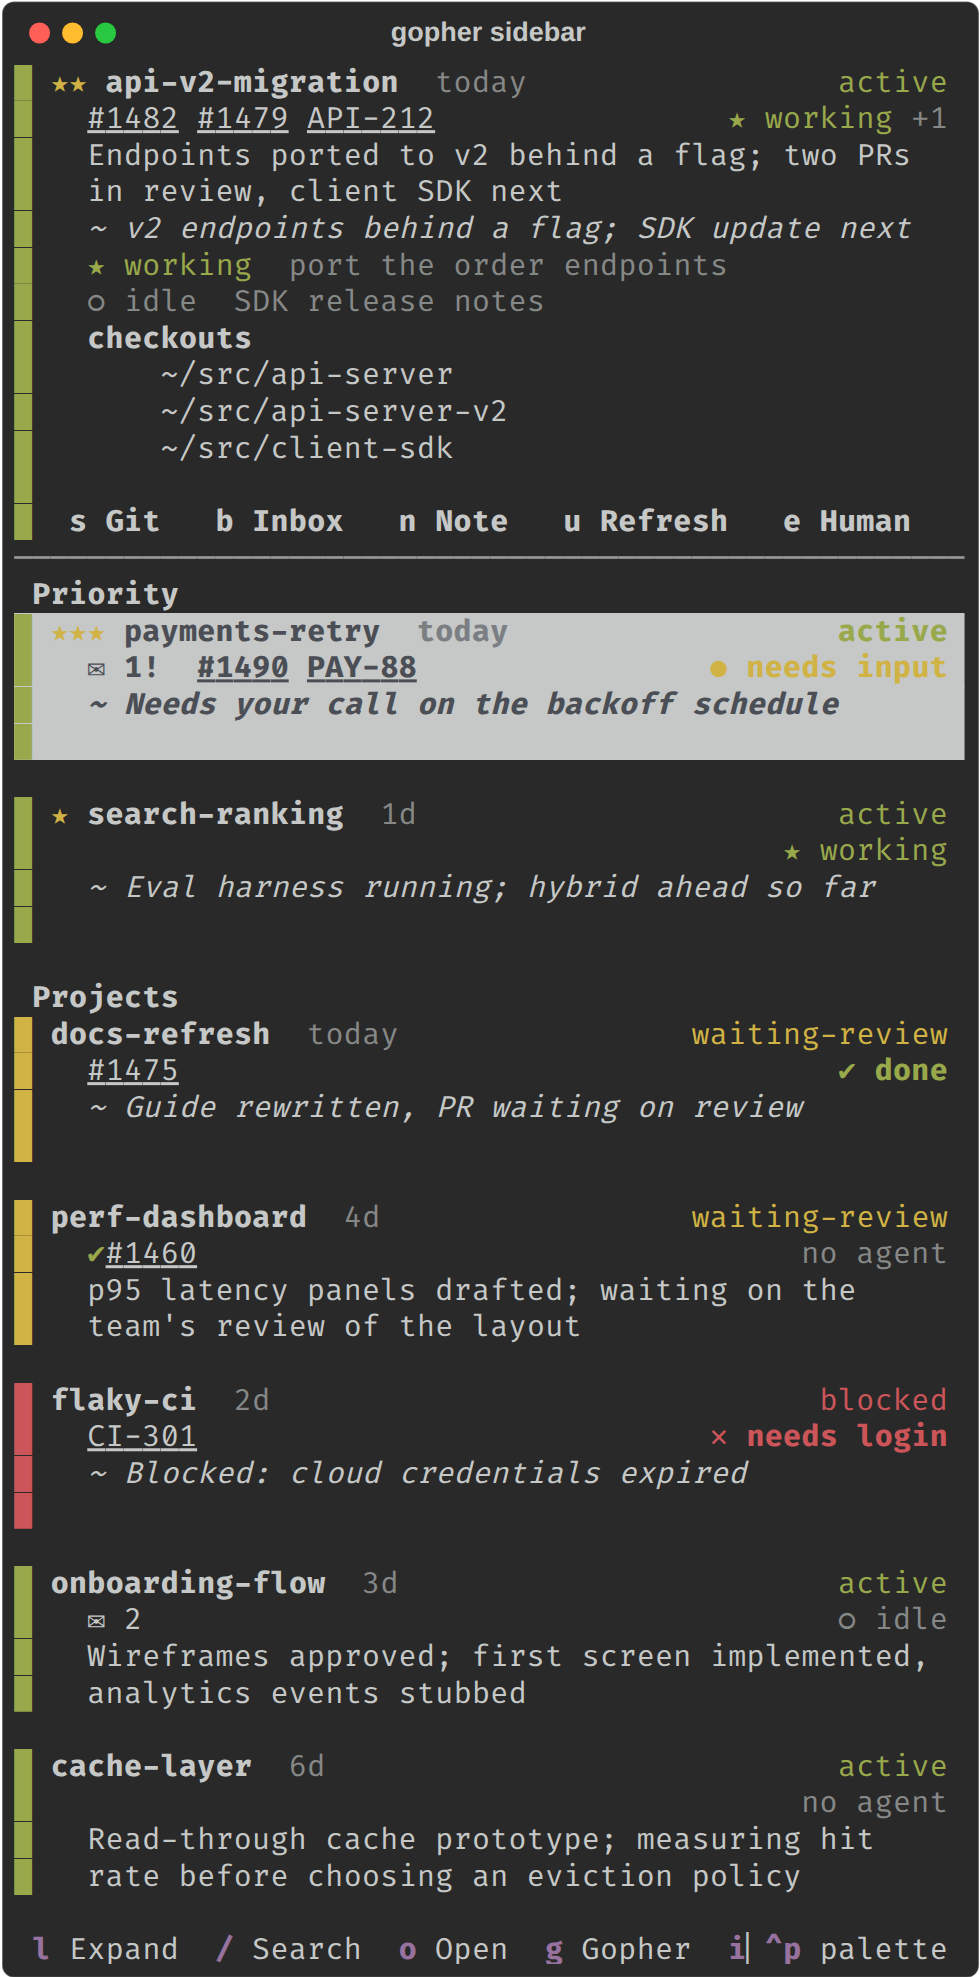 gopher sidebar
★★ api-v2-migration today active
#1482 #1479 API-212 ★ working +1
Endpoints ported to v2 behind a flag; two PRs
in review, client SDK next
~ v2 endpoints behind a flag; SDK update next
★ working port the order endpoints
○ idle SDK release notes
checkouts
~/src/api-server
~/src/api-server-v2
~/src/client-sdk
s Git b Inbox n Note u Refresh e Human
Priority
★★★ payments-retry today active
✉ 1! #1490 PAY-88 ● needs input
~ Needs your call on the backoff schedule
★ search-ranking 1d active
★ working
~ Eval harness running; hybrid ahead so far
Projects
docs-refresh today waiting-review
#1475 ✔ done
~ Guide rewritten, PR waiting on review
perf-dashboard 4d waiting-review
✔#1460 no agent
p95 latency panels drafted; waiting on the
team's review of the layout
flaky-ci 2d blocked
CI-301 × needs login
~ Blocked: cloud credentials expired
onboarding-flow 3d active
✉ 2 ○ idle
Wireframes approved; first screen implemented,
analytics events stubbed
cache-layer 6d active
no agent
Read-through cache prototype; measuring hit
rate before choosing an eviction policy
l Expand / Search o Open g Gopher i ^p palette